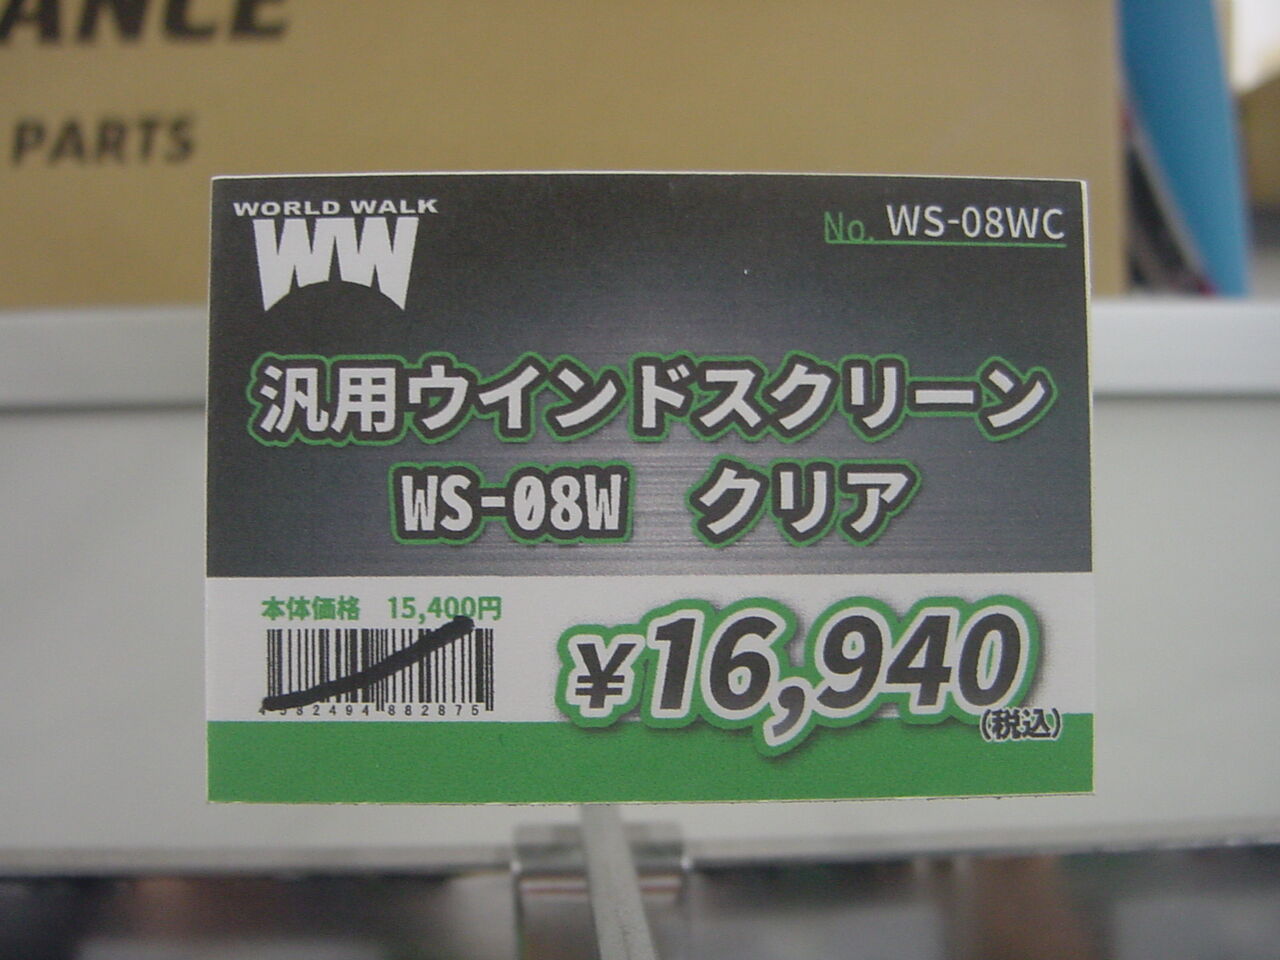 ANCE
PARTS
WORLD WALK
WW
No. WS-08WC
汎用ウインドスクリーン
WS-08W クリア
本体価格 15,400円
4582494882875
¥16,940
(税込)